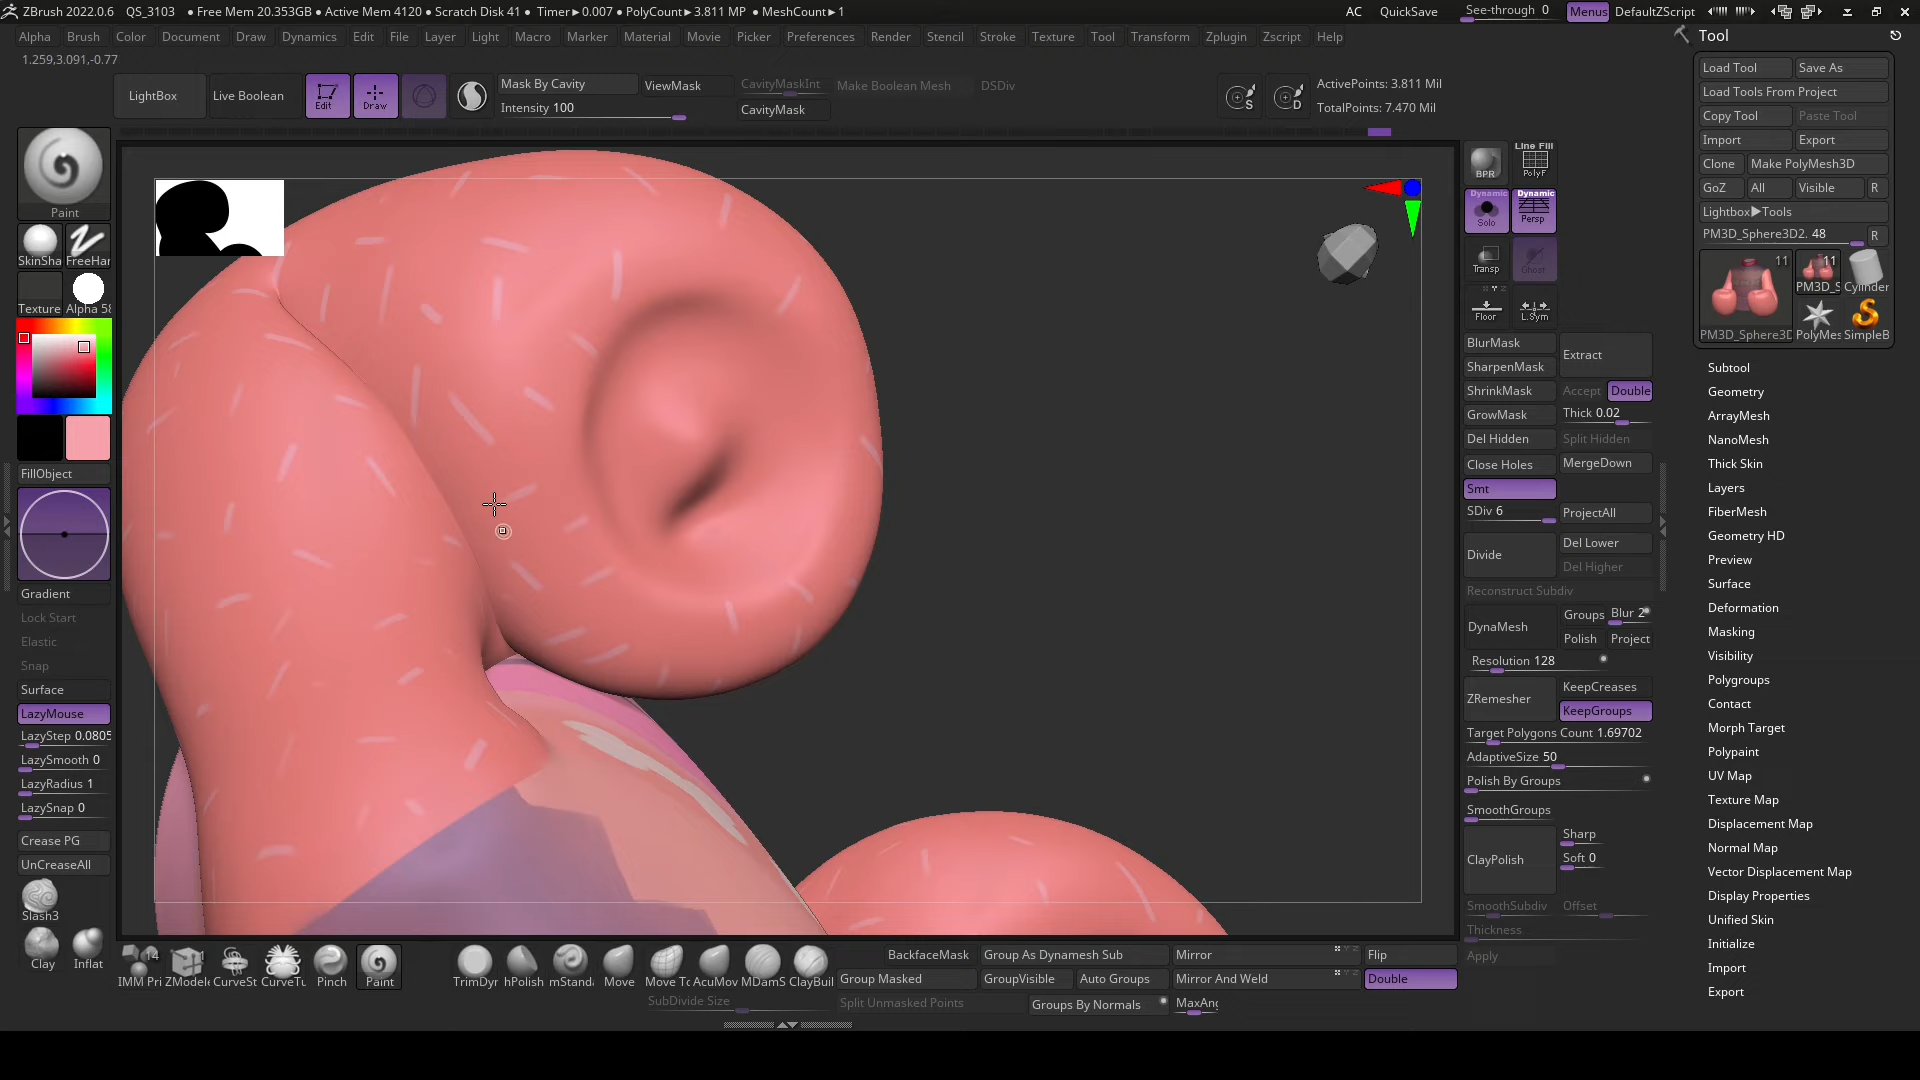 ZBrush 2022.0.6 QS_3103 • Free Mem 20.353GB • Active Mem 4120 • Scratch Disk 41 • Timer▶0.007 • PolyCount▶3.811 MP • MeshCount▶1 AC QuickSave See-through 0 Menus DefaultZScript
Alpha Brush Color Document Draw Dynamics Edit File Layer Light Macro Marker Material Movie Picker Preferences Render Stencil Stroke Texture Tool Transform Zplugin Zscript Help
1.259,3.091,-0.77
LightBox
Live Boolean
Edit
Draw
Mask By Cavity
Intensity 100
ViewMask
CavityMaskInt
CavityMask
Make Boolean Mesh
DSDiv
S
D
ActivePoints: 3.811 Mil
TotalPoints: 7.470 Mil
Paint
SkinSha
FreeHan
Texture
Alpha 58
FillObject
Gradient
Lock Start
Elastic
Snap
Surface
LazyMouse
LazyStep 0.0805
LazySmooth 0
LazyRadius 1
LazySnap 0
Crease PG
UnCreaseAll
Slash3
Clay
Inflat
BPR
Line Fill
PolyF
Dynamic
Solo
Dynamic
Persp
Transp
Ghost
X Y Z
Floor
L.Sym
BlurMask
SharpenMask
ShrinkMask
GrowMask
Extract
Accept
Double
Thick 0.02
Del Hidden
Split Hidden
Close Holes
MergeDown
Smt
SDiv 6
ProjectAll
Divide
Del Lower
Del Higher
Reconstruct Subdiv
DynaMesh
Groups
Blur 2
Polish
Project
Resolution 128
ZRemesher
KeepCreases
KeepGroups
Target Polygons Count 1.69702
AdaptiveSize 50
Polish By Groups
SmoothGroups
ClayPolish
Sharp
Soft 0
SmoothSubdiv
Offset
Thickness
Apply
Tool
Load Tool
Save As
Load Tools From Project
Copy Tool
Paste Tool
Import
Export
Clone
Make PolyMesh3D
GoZ
All
Visible
R
Lightbox▶Tools
PM3D_Sphere3D2. 48
R
11
11
PM3D_S
Cylinder
PM3D_Sphere3D
PolyMes
SimpleB
Subtool
Geometry
ArrayMesh
NanoMesh
Thick Skin
Layers
FiberMesh
Geometry HD
Preview
Surface
Deformation
Masking
Visibility
Polygroups
Contact
Morph Target
Polypaint
UV Map
Texture Map
Displacement Map
Normal Map
Vector Displacement Map
Display Properties
Unified Skin
Initialize
Import
Export
14
IMM Pri
ZModele
CurveSt
CurveTu
Pinch
Paint
TrimDyr
hPolish
mStand
Move
Move To
AcuMov
MDamS
ClayBuil
SubDivide Size
BackfaceMask
Group As Dynamesh Sub
Mirror
Flip
Group Masked
GroupVisible
Auto Groups
Mirror And Weld
Double
Split Unmasked Points
Groups By Normals
MaxAng